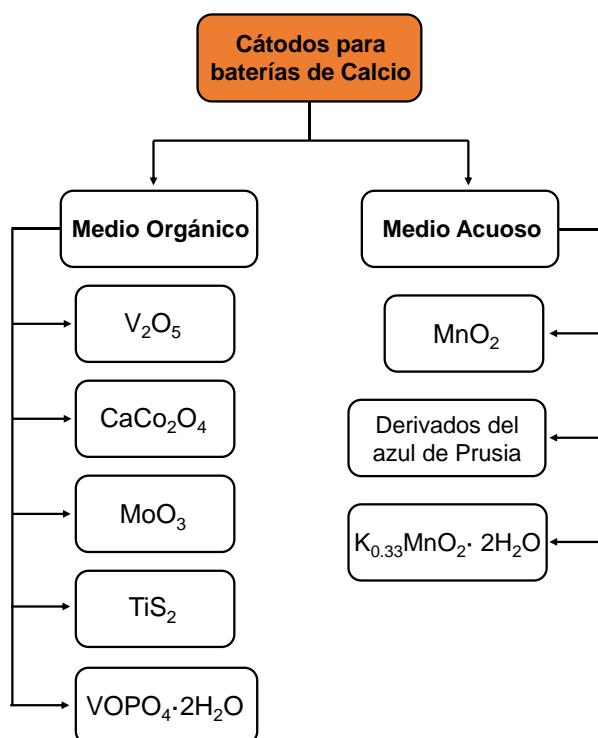 Cátodos para
baterías de Calcio
Medio Orgánico
V₂O₅
CaCo₂O₄
MoO₃
TiS₂
VOPO₄·2H₂O
Medio Acuoso
MnO₂
Derivados del
azul de Prusia
K₀.₃₃MnO₂· 2H₂O